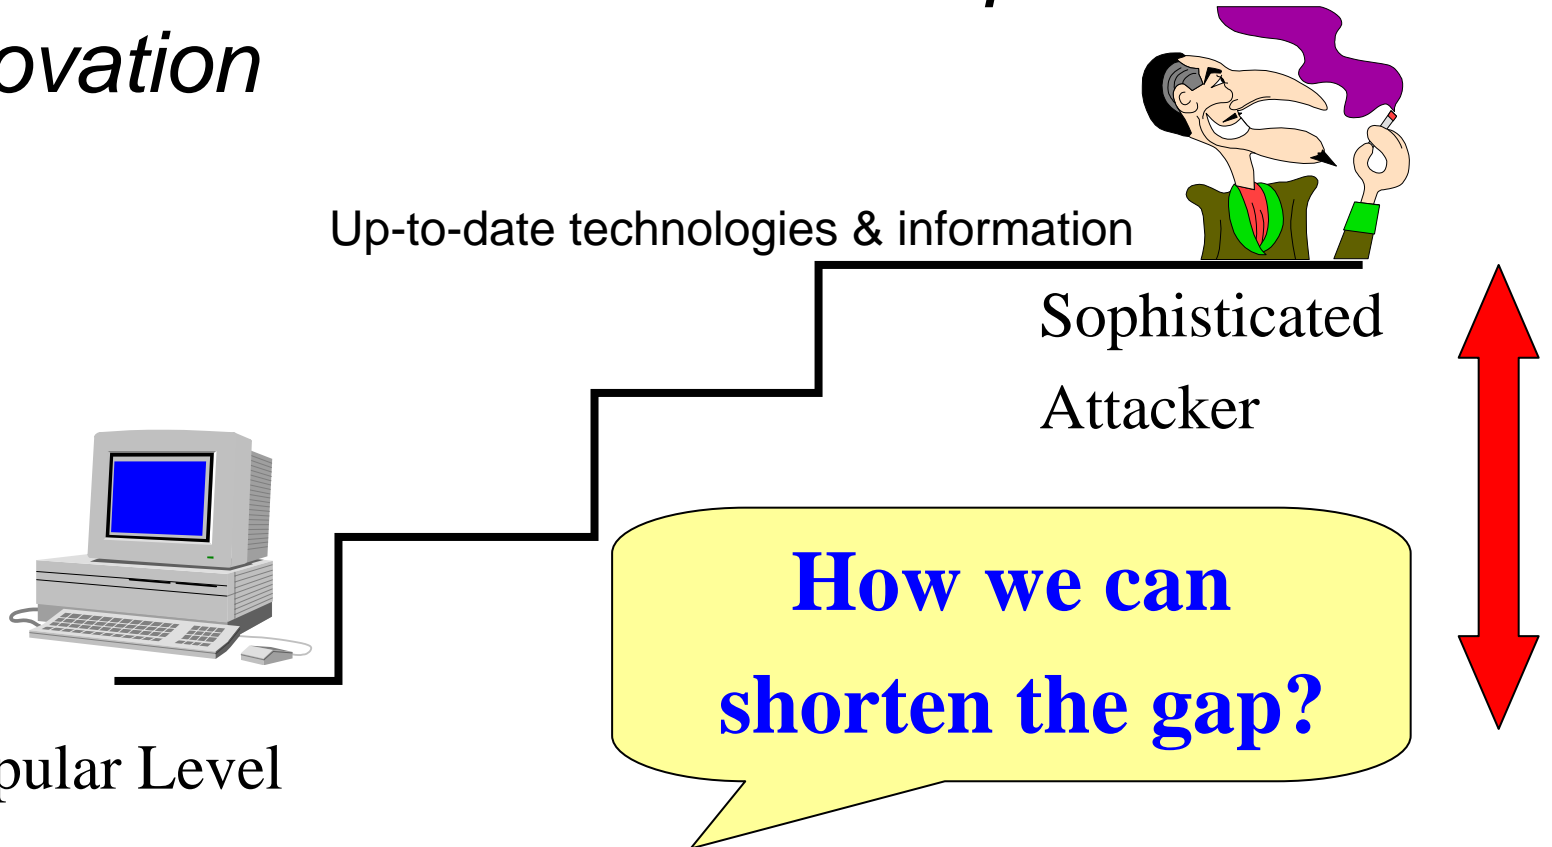 ovation
Up-to-date technologies & information
Sophisticated
Attacker
How we can
shorten the gap?
pular Level